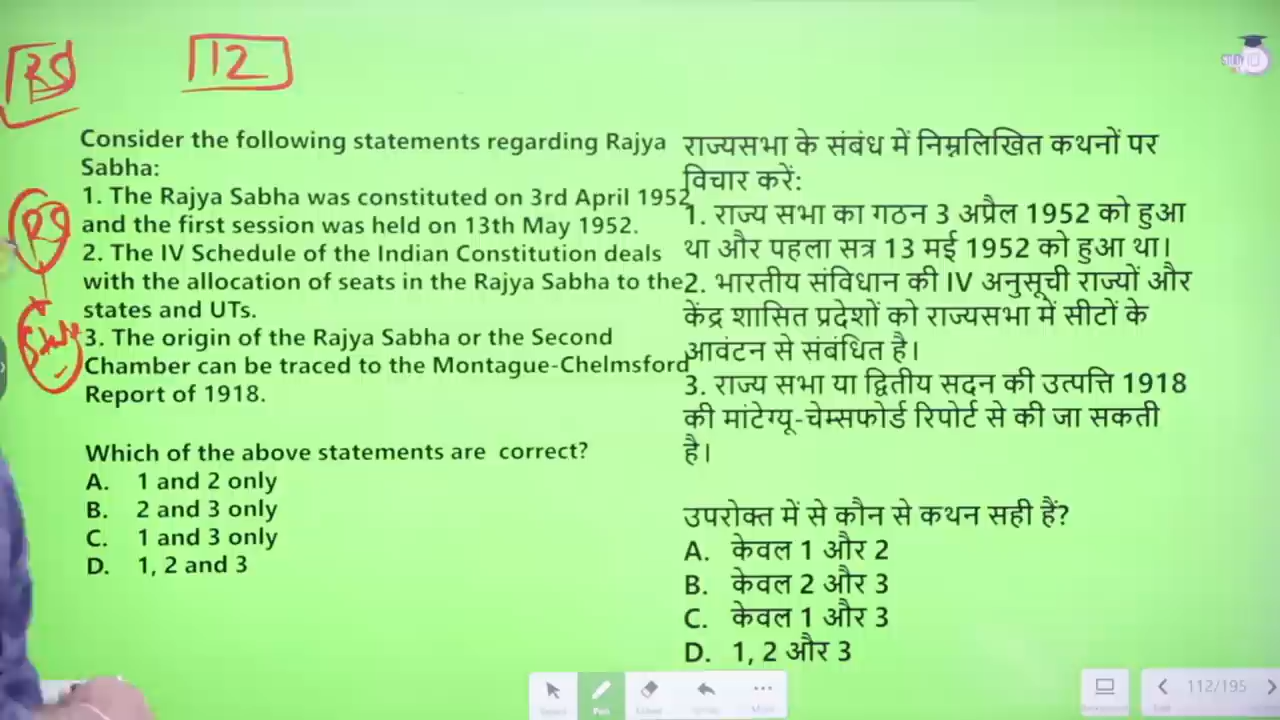 RS
12
Consider the following statements regarding Rajya
Sabha:
1. The Rajya Sabha was constituted on 3rd April 1952
and the first session was held on 13th May 1952.
2. The IV Schedule of the Indian Constitution deals
with the allocation of seats in the Rajya Sabha to the
states and UTs.
3. The origin of the Rajya Sabha or the Second
Chamber can be traced to the Montague-Chelmsford
Report of 1918.
Which of the above statements are correct?
A. 1 and 2 only
B. 2 and 3 only
C. 1 and 3 only
D. 1, 2 and 3
RS
State
राज्यसभा के संबंध में निम्नलिखित कथनों पर
विचार करें:
1. राज्य सभा का गठन 3 अप्रैल 1952 को हुआ
था और पहला सत्र 13 मई 1952 को हुआ था।
2. भारतीय संविधान की IV अनुसूची राज्यों और
केंद्र शासित प्रदेशों को राज्यसभा में सीटों के
आवंटन से संबंधित है।
3. राज्य सभा या द्वितीय सदन की उत्पत्ति 1918
की मांटेग्यू-चेम्सफोर्ड रिपोर्ट से की जा सकती
है।
उपरोक्त में से कौन से कथन सही हैं?
A. केवल 1 और 2
B. केवल 2 और 3
C. केवल 1 और 3
D. 1, 2 और 3
112/195